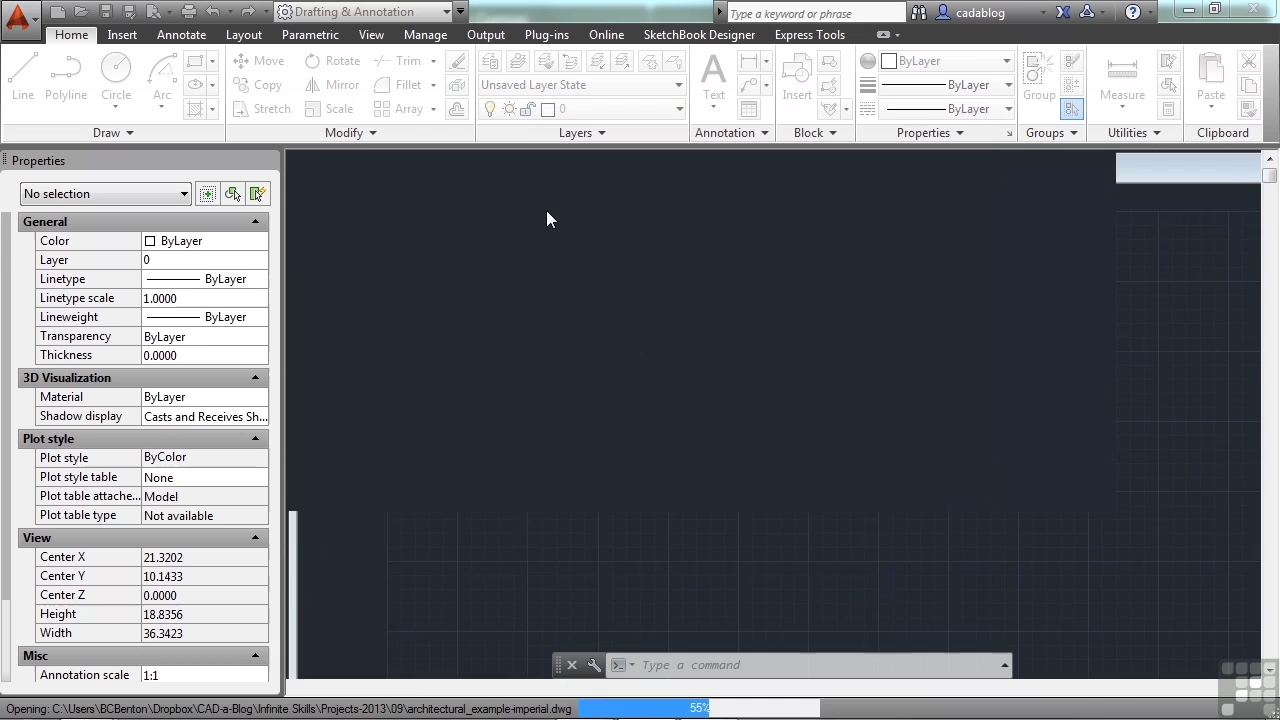 Drafting & Annotation
Type a keyword or phrase
cadablog
Home Insert Annotate Layout Parametric View Manage Output Plug-ins Online SketchBook Designer Express Tools
Line
Polyline
Circle
Arc
Draw
Move
Rotate
Trim
Copy
Mirror
Fillet
Stretch
Scale
Array
Modify
Unsaved Layer State
0
Layers
Text
Annotation
Insert
Block
ByLayer
ByLayer
ByLayer
Properties
Group
Groups
Measure
Utilities
Paste
Clipboard
Properties
No selection
General
Color ByLayer
Layer 0
Linetype ByLayer
Linetype scale 1.0000
Lineweight ByLayer
Transparency ByLayer
Thickness 0.0000
3D Visualization
Material ByLayer
Shadow display Casts and Receives Sh...
Plot style
Plot style ByColor
Plot style table None
Plot table attache... Model
Plot table type Not available
View
Center X 21.3202
Center Y 10.1433
Center Z 0.0000
Height 18.8356
Width 36.3423
Misc
Annotation scale 1:1
Type a command
Opening: C:\Users\BCBenton\Dropbox\CAD-a-Blog\Infinite Skills\Projects-2013\09\architectural_example-imperial.dwg 55%